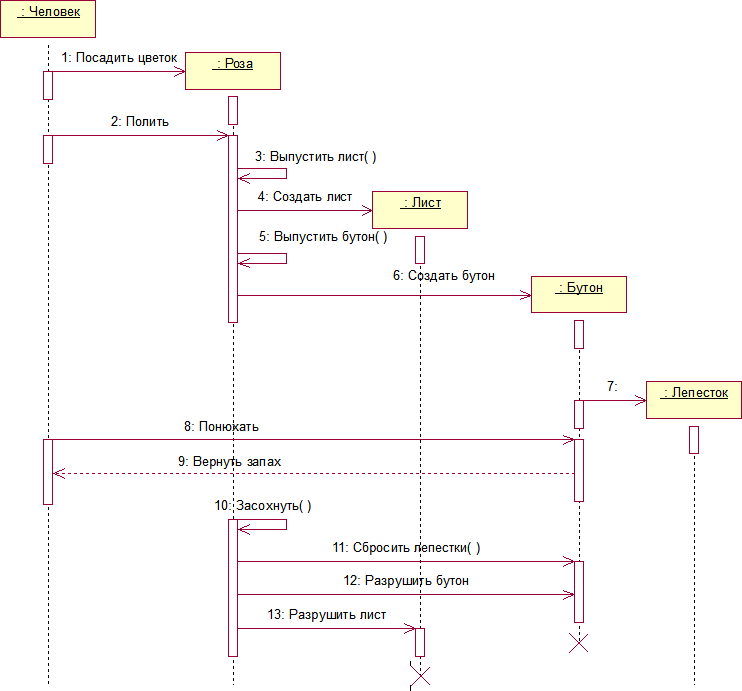 : Человек
1: Посадить цветок
: Роза
2: Полить
3: Выпустить лист( )
4: Создать лист
: Лист
5: Выпустить бутон( )
6: Создать бутон
: Бутон
7:
: Лепесток
8: Понюхать
9: Вернуть запах
10: Засохнуть( )
11: Сбросить лепестки( )
12: Разрушить бутон
13: Разрушить лист